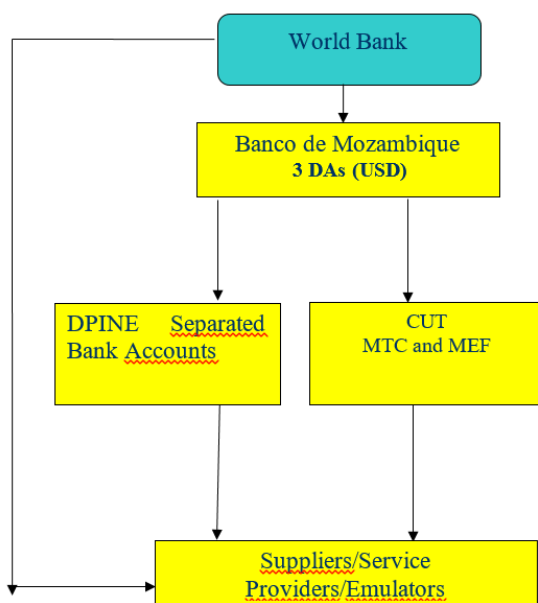 World Bank
Banco de Mozambique
3 DAs (USD)
DPINE Separated
Bank Accounts
CUT
MTC and MEF
Suppliers/Service
Providers/Emulators